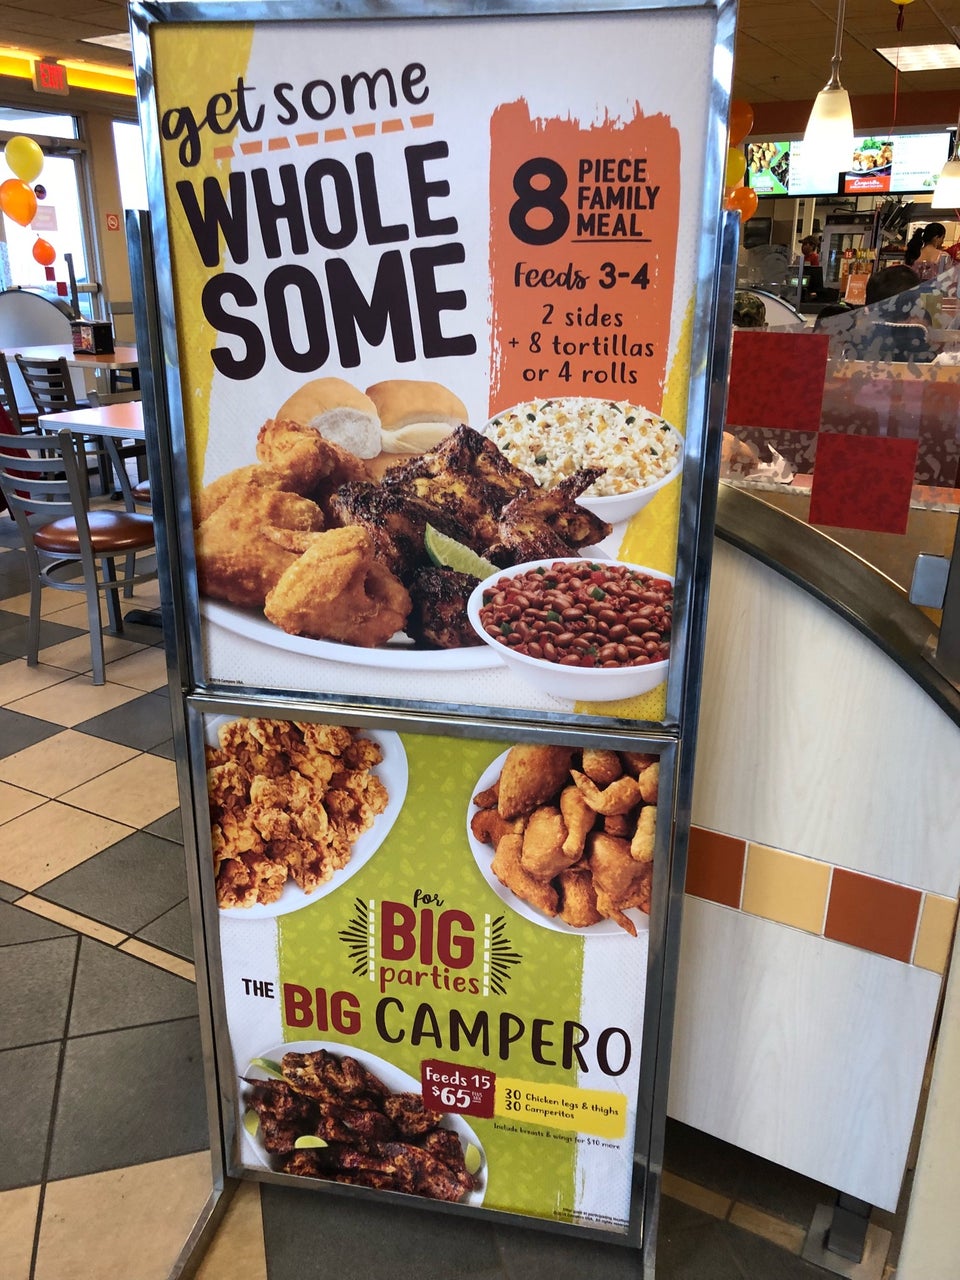 EXIT
get some
WHOLE
SOME
8 PIECE
FAMILY
MEAL
Feeds 3-4
2 sides
+ 8 tortillas
or 4 rolls
for
BIG
parties
THE BIG CAMPERO
Feeds 15
$65
30 Chicken legs & thighs
30 Camperitos
Include breasts & wings for $10 more